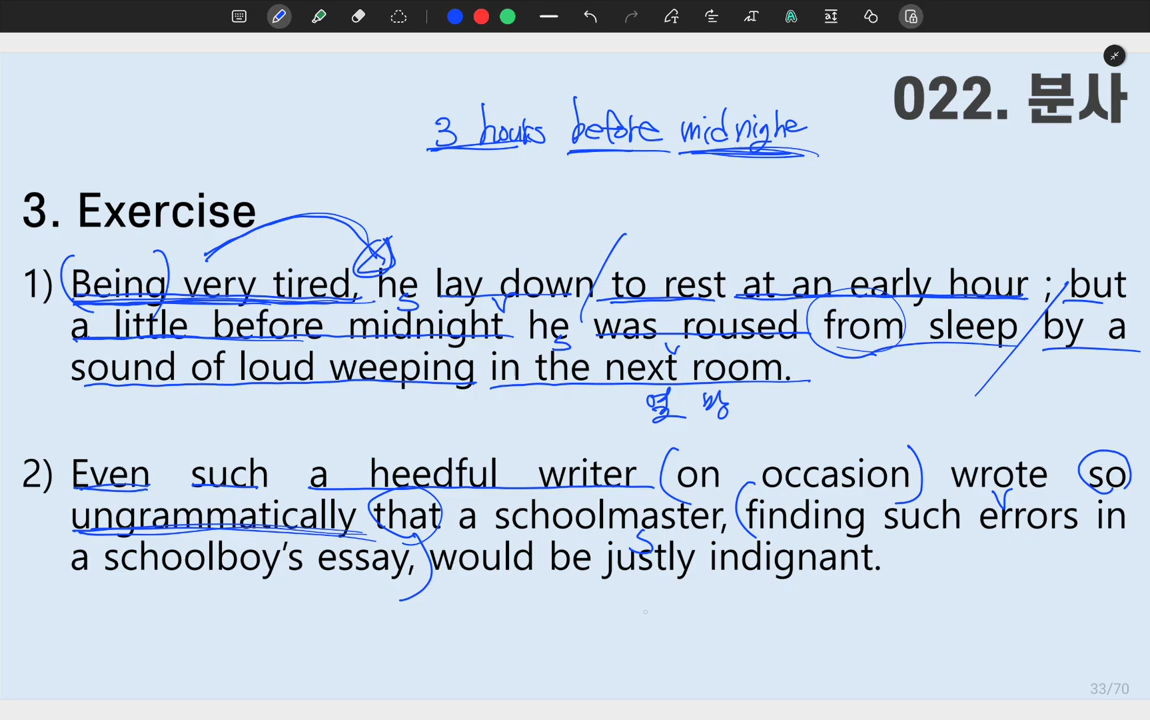 022. 분사
3 hours before midnight
3. Exercise
1) Being very tired, he lay down to rest at an early hour ; but
a little before midnight he was roused from sleep by a
sound of loud weeping in the next room.
옆 방
2) Even such a heedful writer on occasion wrote so
ungrammatically that a schoolmaster, finding such errors in
a schoolboy's essay, would be justly indignant.
33/70